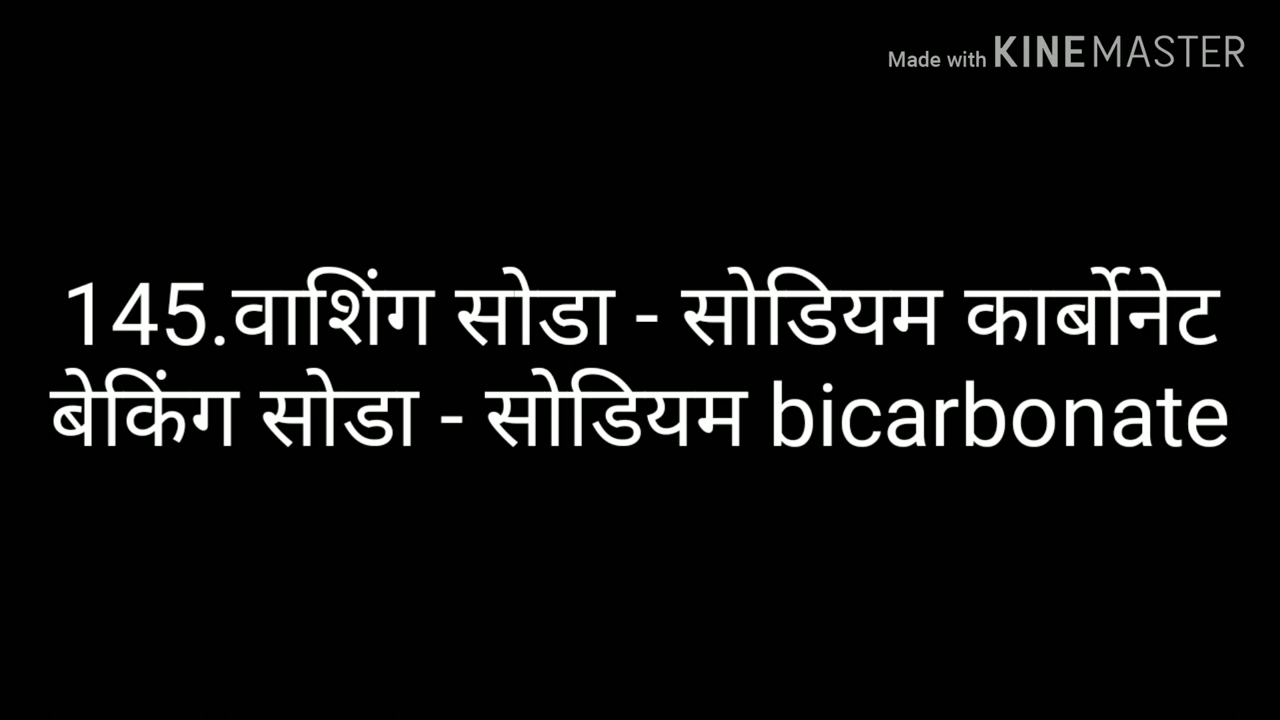 Made with KINEMASTER
145.वाशिंग सोडा - सोडियम कार्बोनेट
बेकिंग सोडा - सोडियम bicarbonate